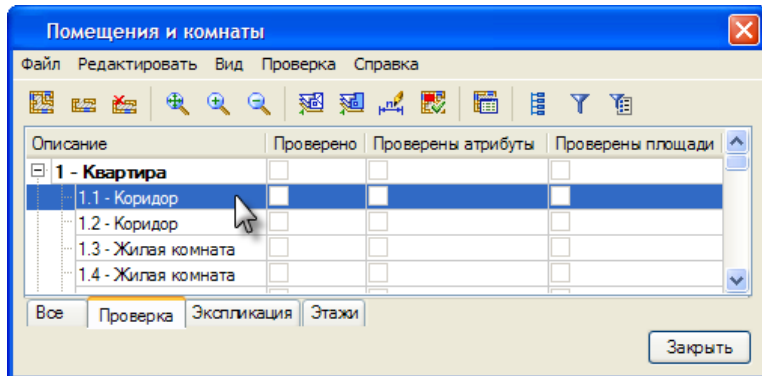 Помещения и комнаты
Файл Редактировать Вид Проверка Справка
Описание Проверено Проверены атрибуты Проверены площади
1 - Квартира
1.1 - Коридор
1.2 - Коридор
1.3 - Жилая комната
1.4 - Жилая комната
Все Проверка Экспликация Этажи
Закрыть